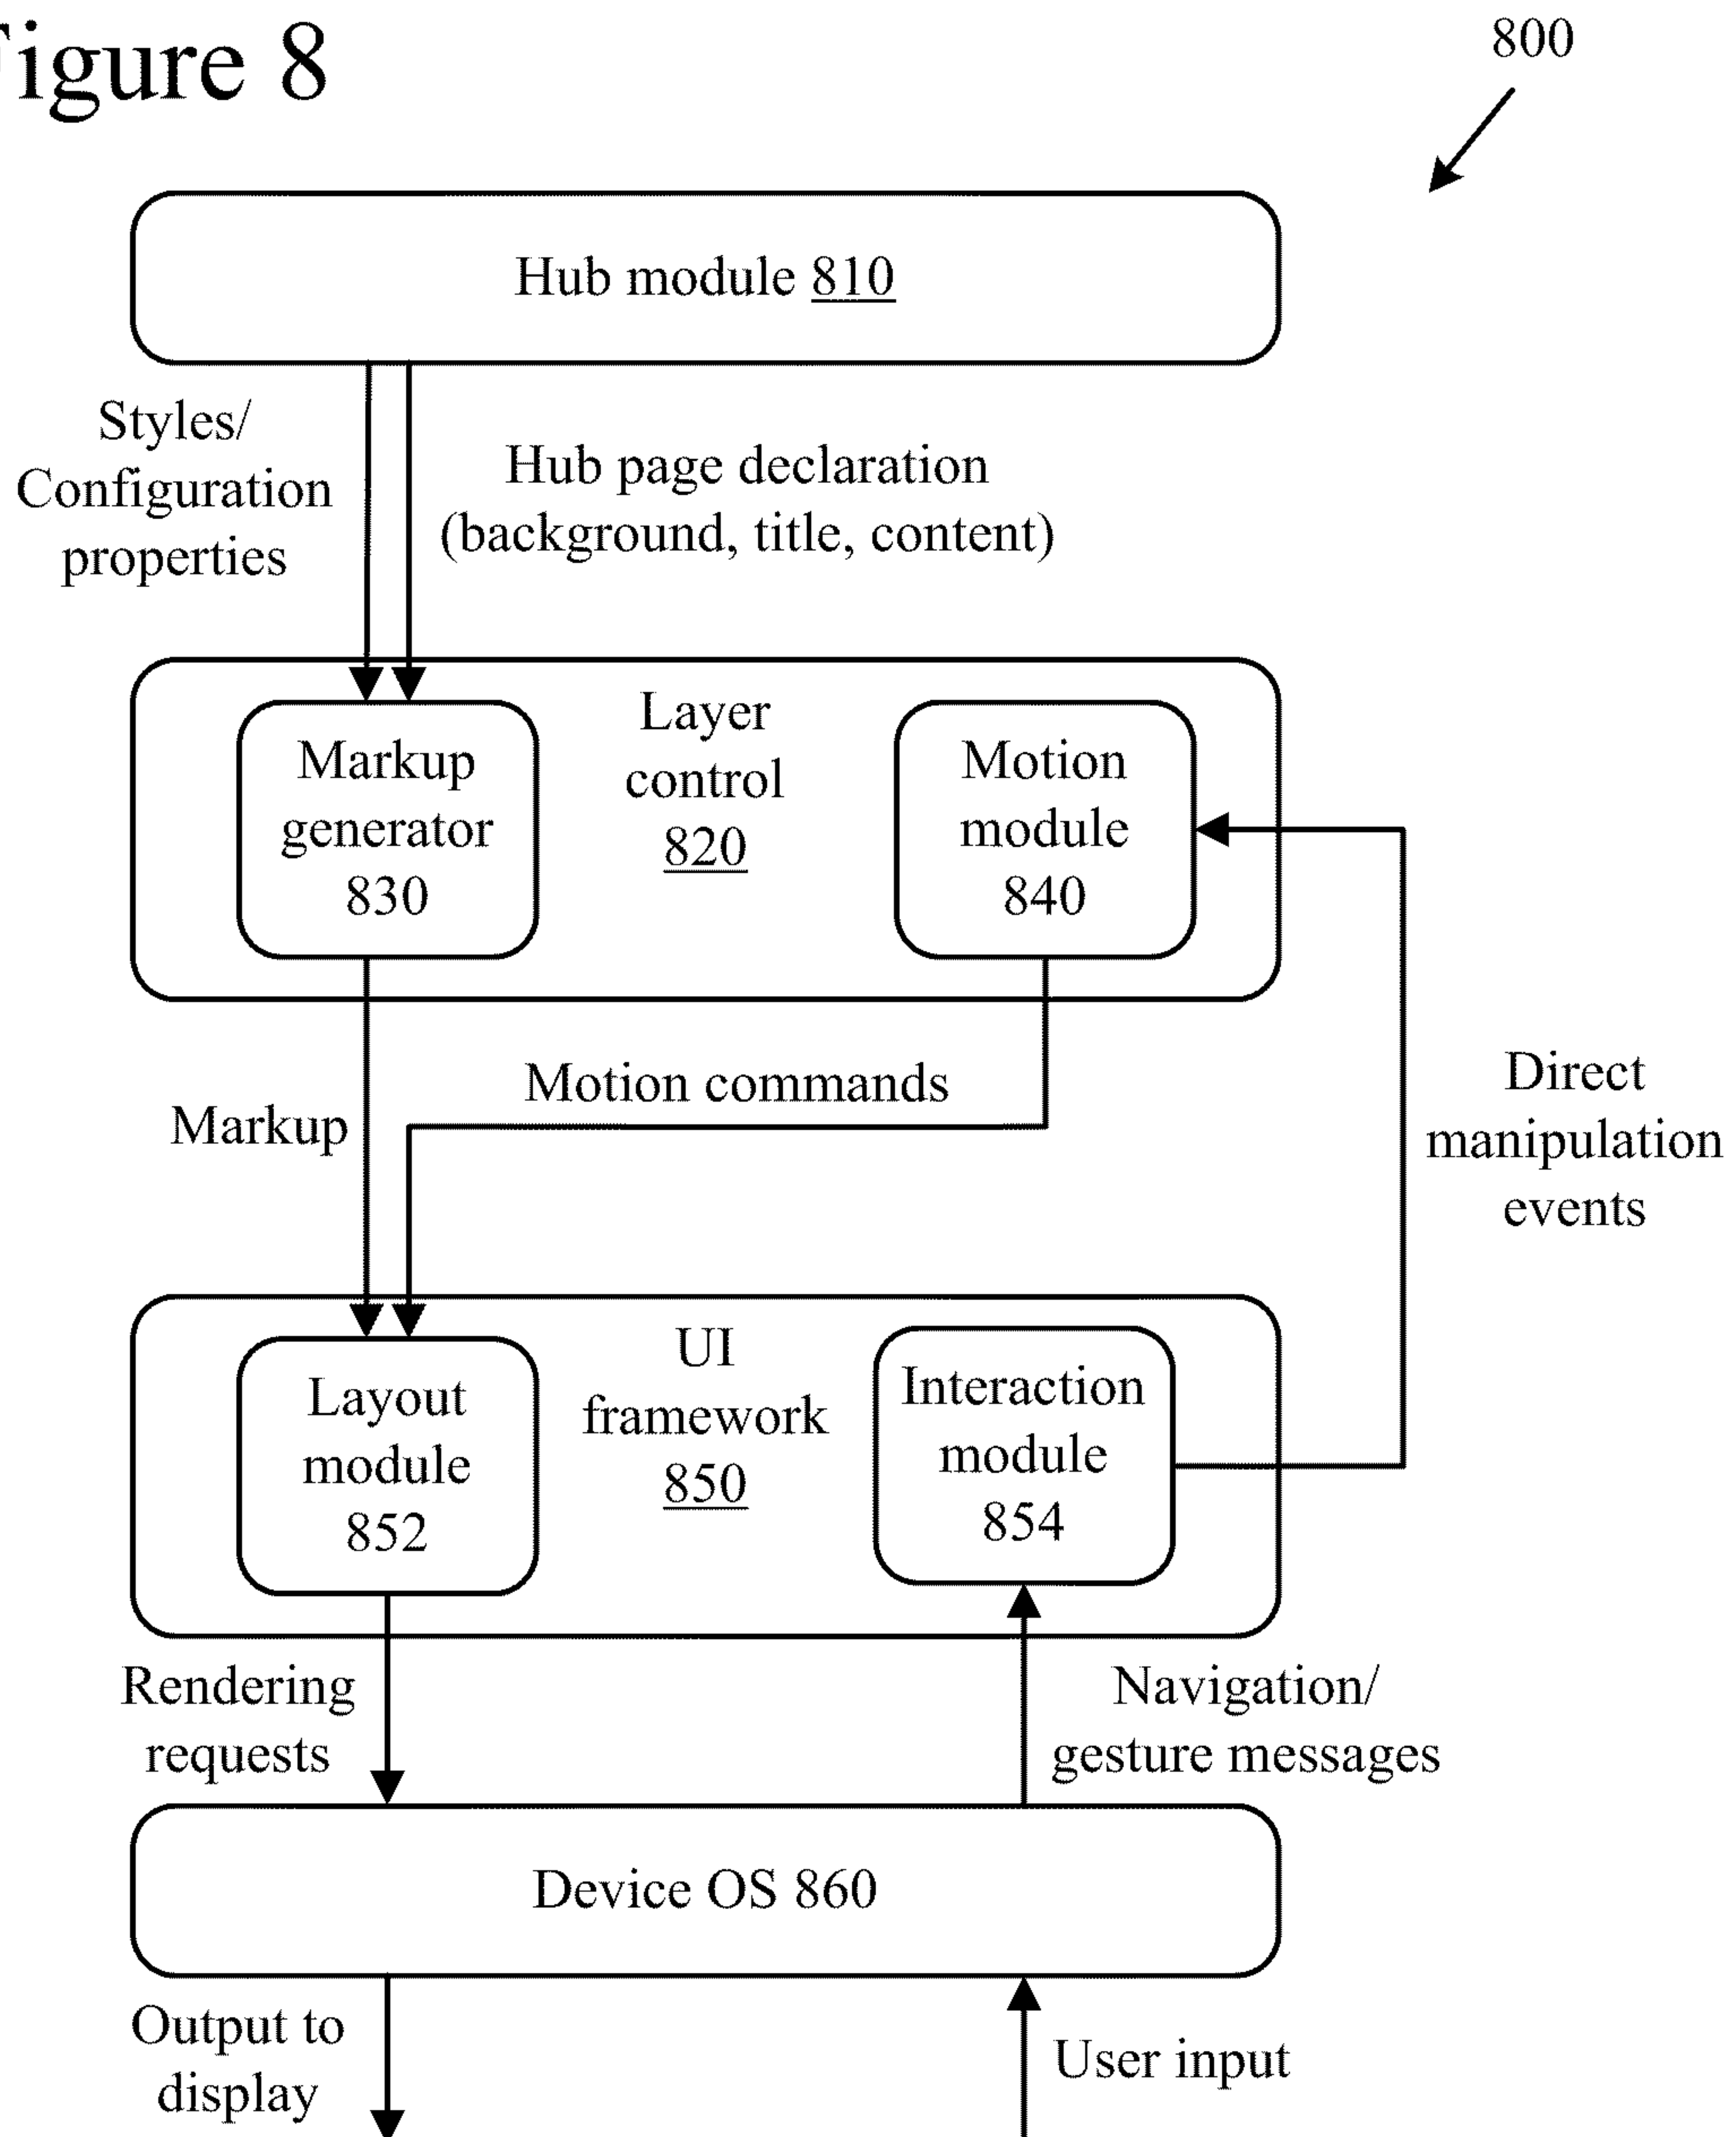 Figure 8
800
Hub module 810
Styles/
Configuration
properties
Hub page declaration
(background, title, content)
Markup
generator
830
Layer
control
820
Motion
module
840
Markup
Motion commands
Direct
manipulation
events
Layout
module
852
UI
framework
850
Interaction
module
854
Rendering
requests
Navigation/
gesture messages
Device OS 860
Output to
display
User input